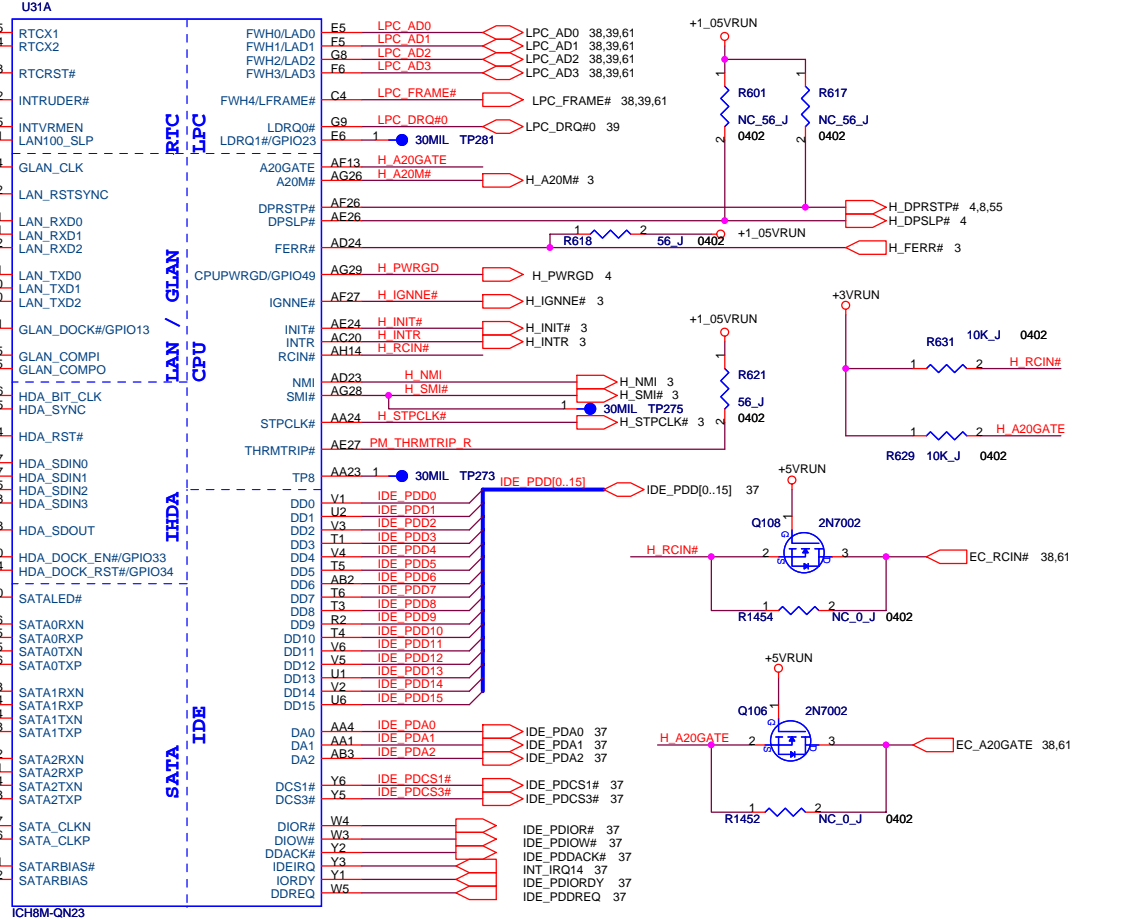 U31A
RTCX1
RTCX2
RTCRST#
INTRUDER#
INTVRMEN
LAN100_SLP
GLAN_CLK
LAN_RSTSYNC
LAN_RXD0
LAN_RXD1
LAN_RXD2
LAN_TXD0
LAN_TXD1
LAN_TXD2
GLAN_DOCK#/GPIO13
GLAN_COMPI
GLAN_COMPO
HDA_BIT_CLK
HDA_SYNC
HDA_RST#
HDA_SDIN0
HDA_SDIN1
HDA_SDIN2
HDA_SDIN3
HDA_SDOUT
HDA_DOCK_EN#/GPIO33
HDA_DOCK_RST#/GPIO34
SATALED#
SATA0RXN
SATA0RXP
SATA0TXN
SATA0TXP
SATA1RXN
SATA1RXP
SATA1TXN
SATA1TXP
SATA2RXN
SATA2RXP
SATA2TXN
SATA2TXP
SATA_CLKN
SATA_CLKP
SATARBIAS#
SATARBIAS
ICH8M-QN23
RTC
LPC
LAN / GLAN
CPU
IHDA
SATA
IDE
FWH0/LAD0 E5 LPC_AD0 LPC_AD0 38,39,61
FWH1/LAD1 F5 LPC_AD1 LPC_AD1 38,39,61
FWH2/LAD2 G8 LPC_AD2 LPC_AD2 38,39,61
FWH3/LAD3 F6 LPC_AD3 LPC_AD3 38,39,61
FWH4/LFRAME# C4 LPC_FRAME# LPC_FRAME# 38,39,61
LDRQ0# G9 LPC_DRQ#0 LPC_DRQ#0 39
LDRQ1#/GPIO23 E6 1 30MIL TP281
A20GATE AF13 H_A20GATE
A20M# AG26 H_A20M# H_A20M# 3
DPRSTP# AF26 H_DPRSTP# 4,8,55
DPSLP# AE26 H_DPSLP# 4
FERR# AD24 H_FERR# 3
CPUPWRGD/GPIO49 AG29 H_PWRGD H_PWRGD 4
IGNNE# AF27 H_IGNNE# H_IGNNE# 3
INIT# AE24 H_INIT# H_INIT# 3
INTR AC20 H_INTR H_INTR 3
RCIN# AH14 H_RCIN#
NMI AD23 H_NMI H_NMI 3
SMI# AG28 H_SMI# H_SMI# 3
1 30MIL TP275
STPCLK# AA24 H_STPCLK# H_STPCLK# 3
THRMTRIP# AE27 PM_THRMTRIP_R
TP8 AA23 1 30MIL TP273
IDE_PDD[0..15] IDE_PDD[0..15] 37
DD0 V1 IDE_PDD0
DD1 U2 IDE_PDD1
DD2 V3 IDE_PDD2
DD3 T1 IDE_PDD3
DD4 V4 IDE_PDD4
DD5 T5 IDE_PDD5
DD6 AB2 IDE_PDD6
DD7 T6 IDE_PDD7
DD8 T3 IDE_PDD8
DD9 R2 IDE_PDD9
DD10 T4 IDE_PDD10
DD11 V6 IDE_PDD11
DD12 V5 IDE_PDD12
DD13 U1 IDE_PDD13
DD14 V2 IDE_PDD14
DD15 U6 IDE_PDD15
DA0 AA4 IDE_PDA0 IDE_PDA0 37
DA1 AA1 IDE_PDA1 IDE_PDA1 37
DA2 AB3 IDE_PDA2 IDE_PDA2 37
DCS1# Y6 IDE_PDCS1# IDE_PDCS1# 37
DCS3# Y5 IDE_PDCS3# IDE_PDCS3# 37
DIOR# W4 IDE_PDIOR# 37
DIOW# W3 IDE_PDIOW# 37
DDACK# Y2 IDE_PDDACK# 37
IDEIRQ Y3 INT_IRQ14 37
IORDY Y1 IDE_PDIORDY 37
DDREQ W5 IDE_PDDREQ 37
+1_05VRUN
1 1
R601 R617
NC_56_J NC_56_J
0402 0402
2 2
1 2 +1_05VRUN
R618 56_J 0402
+1_05VRUN
1
R621
56_J
0402
2
+3VRUN
10K_J 0402
R631
1 2 H_RCIN#
1 2 H_A20GATE
R629 10K_J 0402
+5VRUN
1
Q108 2N7002
G
H_RCIN# 2 3 EC_RCIN# 38,61
S D
1 2
R1454 NC_0_J 0402
+5VRUN
1
Q106 2N7002
G
H_A20GATE 2 3 EC_A20GATE 38,61
S D
1 2
R1452 NC_0_J 0402